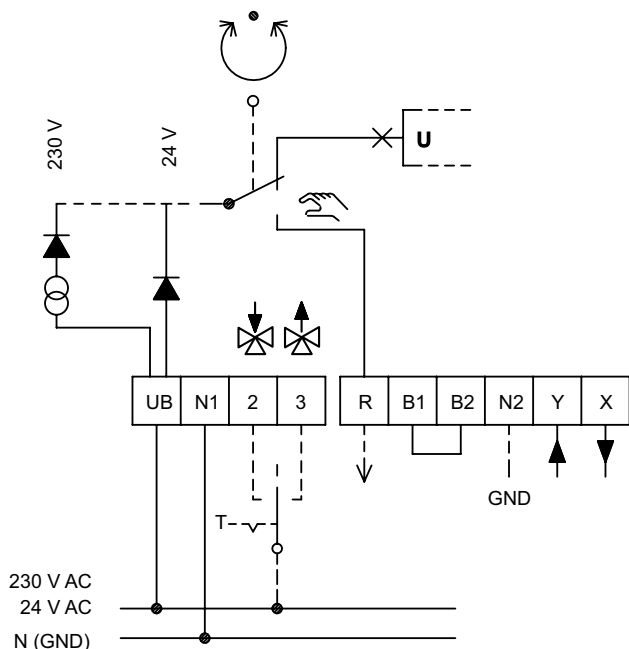 230 V
24 V
U
UB N1 2 3 R B1 B2 N2 Y X
GND
T
230 V AC
24 V AC
N (GND)